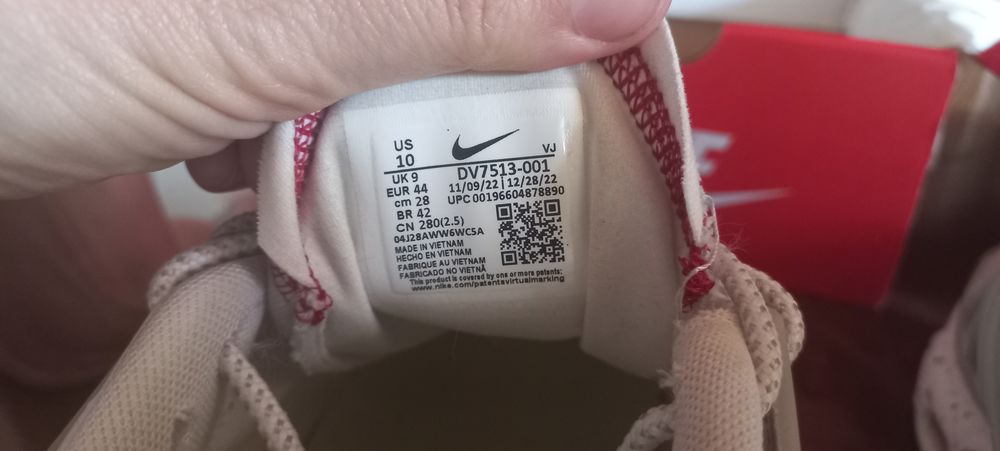 US
10
VJ
UK 9
DV7513-001
EUR 44
11/09/22 | 12/28/22
cm 28
UPC 00196604878890
BR 42
CN 280(2.5)
04J28AWW6WC5A
MADE IN VIETNAM
HECHO EN VIETNAM
FABRIQUE AU VIETNAM
FABRICADO NO VIETNÃ
This product is covered by one or more patents:
www.nike.com/patentsvirtualmarking